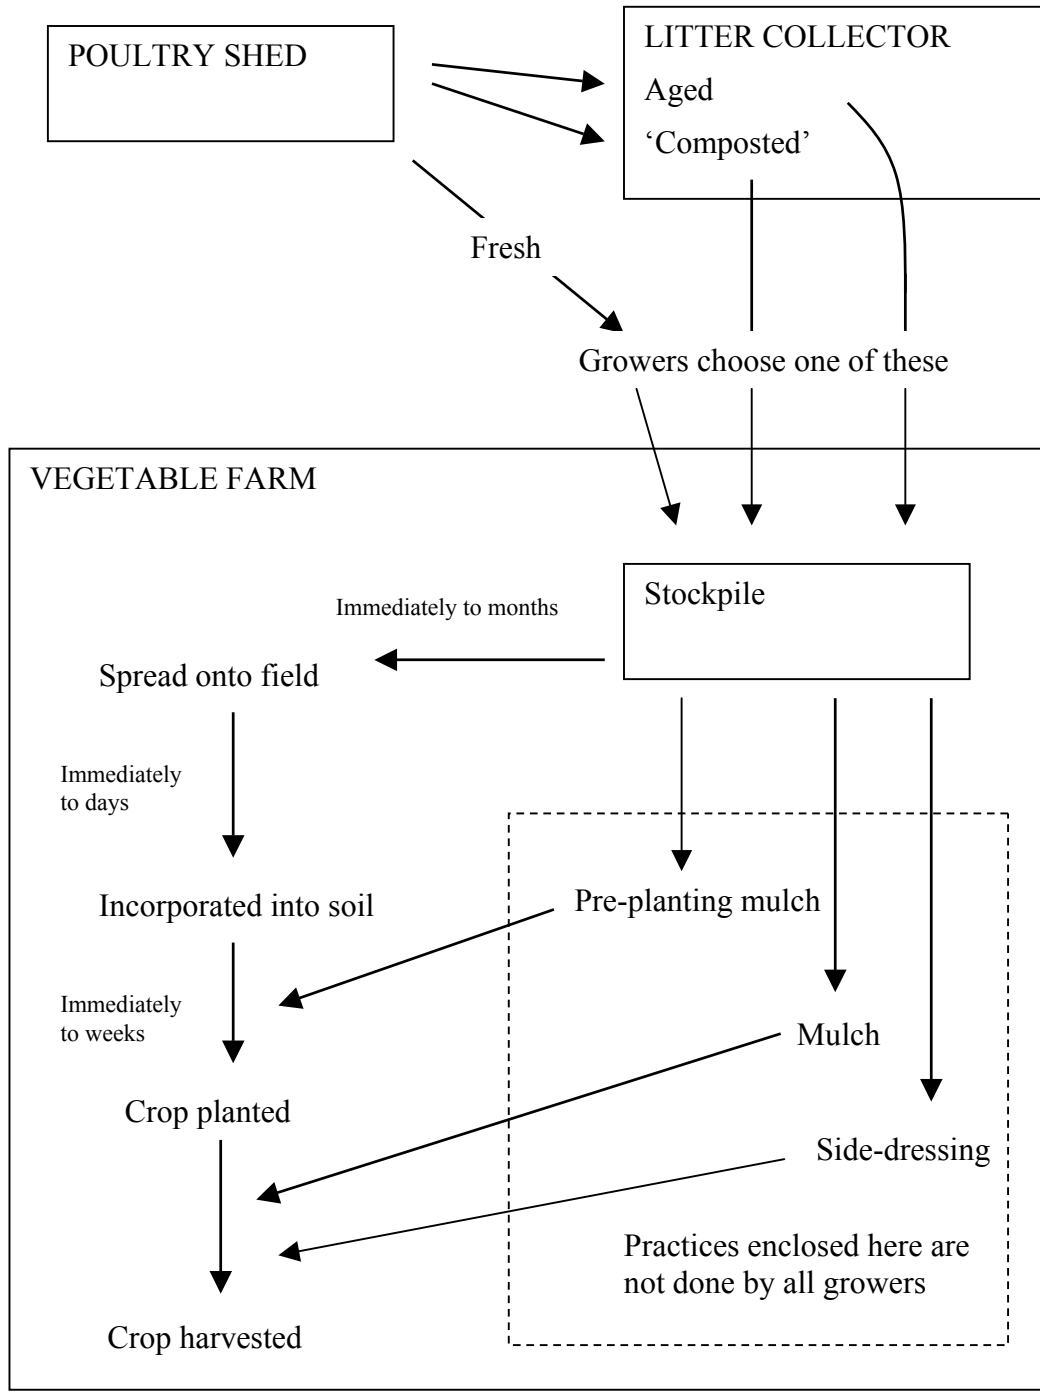 POULTRY SHED
LITTER COLLECTOR
Aged
‘Composted’
Fresh
Growers choose one of these
VEGETABLE FARM
Stockpile
Immediately to months
Spread onto field
Immediately
to days
Incorporated into soil
Pre-planting mulch
Immediately
to weeks
Mulch
Crop planted
Side-dressing
Practices enclosed here are
not done by all growers
Crop harvested